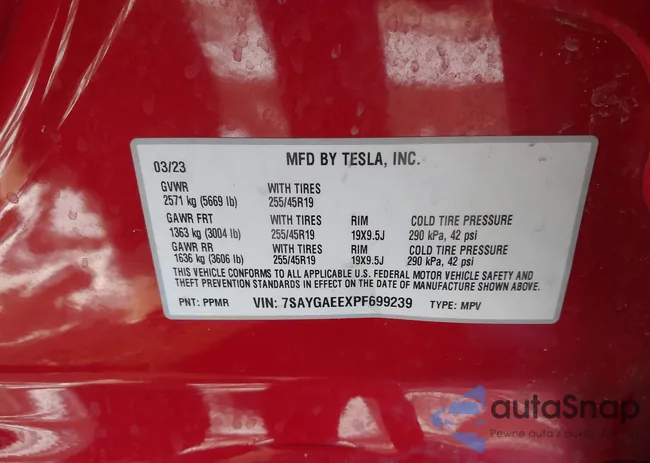 03/23 MFD BY TESLA, INC.
GVWR WITH TIRES
2571 kg (5669 lb) 255/45R19
GAWR FRT WITH TIRES RIM COLD TIRE PRESSURE
1363 kg (3004 lb) 255/45R19 19X9.5J 290 kPa, 42 psi
GAWR RR WITH TIRES RIM COLD TIRE PRESSURE
1636 kg (3606 lb) 255/45R19 19X9.5J 290 kPa, 42 psi
THIS VEHICLE CONFORMS TO ALL APPLICABLE U.S. FEDERAL MOTOR VEHICLE SAFETY AND
THEFT PREVENTION STANDARDS IN EFFECT ON THE DATE OF MANUFACTURE SHOWN ABOVE.
PNT: PPMR VIN: 7SAYGAEEXPF699239 TYPE: MPV
autaSnap
Pewne auta z